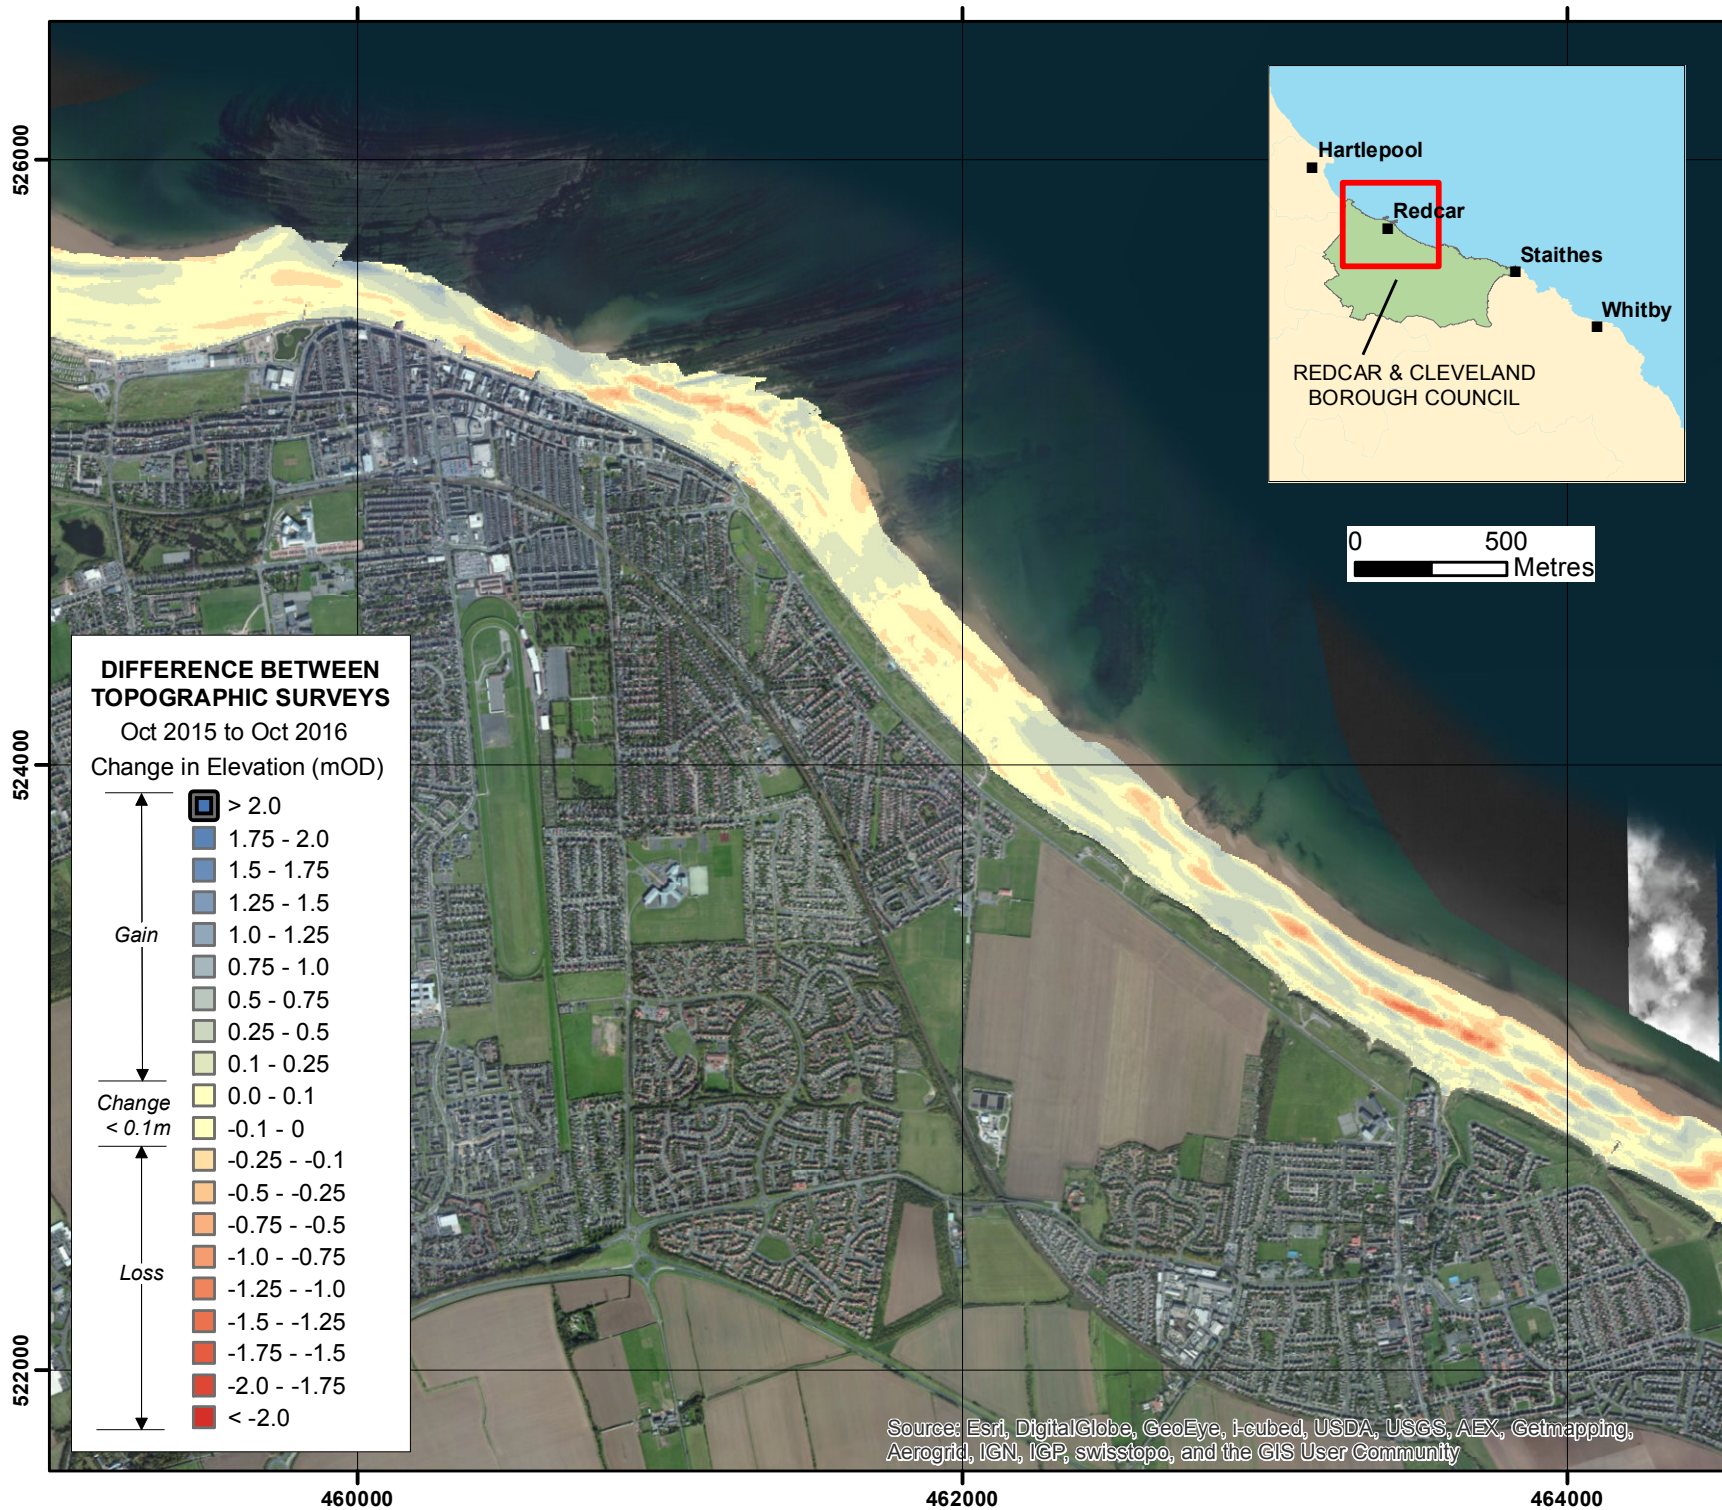 526000
524000
522000
460000
462000
464000
Hartlepool
Redcar
Staithes
Whitby
REDCAR & CLEVELAND
BOROUGH COUNCIL
0 500
Metres
DIFFERENCE BETWEEN
TOPOGRAPHIC SURVEYS
Oct 2015 to Oct 2016
Change in Elevation (mOD)
> 2.0
1.75 - 2.0
1.5 - 1.75
1.25 - 1.5
Gain
1.0 - 1.25
0.75 - 1.0
0.5 - 0.75
0.25 - 0.5
0.1 - 0.25
Change
< 0.1m
0.0 - 0.1
-0.1 - 0
-0.25 - -0.1
-0.5 - -0.25
-0.75 - -0.5
-1.0 - -0.75
Loss
-1.25 - -1.0
-1.5 - -1.25
-1.75 - -1.5
-2.0 - -1.75
< -2.0
Source: Esri, DigitalGlobe, GeoEye, i-cubed, USDA, USGS, AEX, Getmapping,
Aerogrid, IGN, IGP, swisstopo, and the GIS User Community